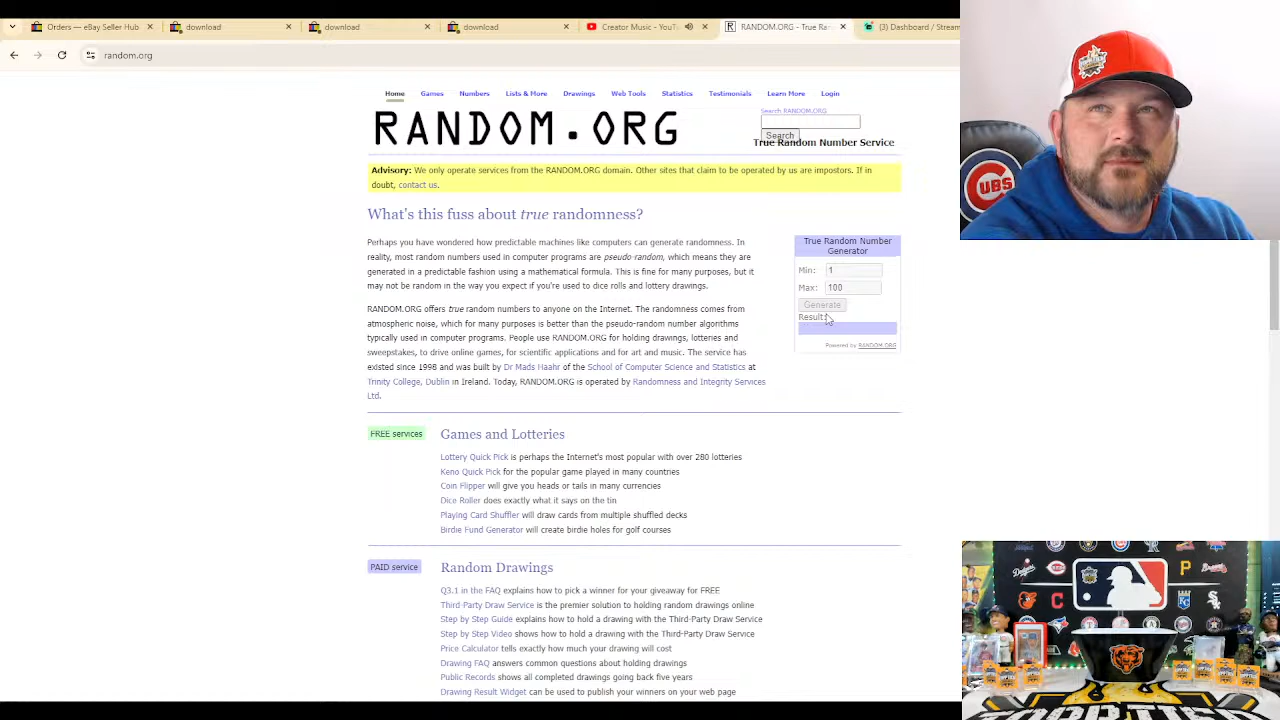 Orders — eBay Seller Hub
download
download
download
Creator Music - YouT
RANDOM.ORG - True Ra
(3) Dashboard / Stream
random.org
Home Games Numbers Lists & More Drawings Web Tools Statistics Testimonials Learn More Login
RANDOM.ORG
Search RANDOM.ORG
Search
True Random Number Service
Advisory: We only operate services from the RANDOM.ORG domain. Other sites that claim to be operated by us are impostors. If in
doubt, contact us.
What's this fuss about true randomness?
Perhaps you have wondered how predictable machines like computers can generate randomness. In
reality, most random numbers used in computer programs are pseudo-random, which means they are
generated in a predictable fashion using a mathematical formula. This is fine for many purposes, but it
may not be random in the way you expect if you're used to dice rolls and lottery drawings.
RANDOM.ORG offers true random numbers to anyone on the Internet. The randomness comes from
atmospheric noise, which for many purposes is better than the pseudo-random number algorithms
typically used in computer programs. People use RANDOM.ORG for holding drawings, lotteries and
sweepstakes, to drive online games, for scientific applications and for art and music. The service has
existed since 1998 and was built by Dr Mads Haahr of the School of Computer Science and Statistics at
Trinity College, Dublin in Ireland. Today, RANDOM.ORG is operated by Randomness and Integrity Services
Ltd.
True Random Number
Generator
Min: 1
Max: 100
Generate
Result:
Powered by RANDOM.ORG
FREE services
Games and Lotteries
Lottery Quick Pick is perhaps the Internet's most popular with over 280 lotteries
Keno Quick Pick for the popular game played in many countries
Coin Flipper will give you heads or tails in many currencies
Dice Roller does exactly what it says on the tin
Playing Card Shuffler will draw cards from multiple shuffled decks
Birdie Fund Generator will create birdie holes for golf courses
PAID service
Random Drawings
Q3.1 in the FAQ explains how to pick a winner for your giveaway for FREE
Third-Party Draw Service is the premier solution to holding random drawings online
Step by Step Guide explains how to hold a drawing with the Third-Party Draw Service
Step by Step Video shows how to hold a drawing with the Third-Party Draw Service
Price Calculator tells exactly how much your drawing will cost
Drawing FAQ answers common questions about holding drawings
Public Records shows all completed drawings going back five years
Drawing Result Widget can be used to publish your winners on your web page
CUBS
Dodgers